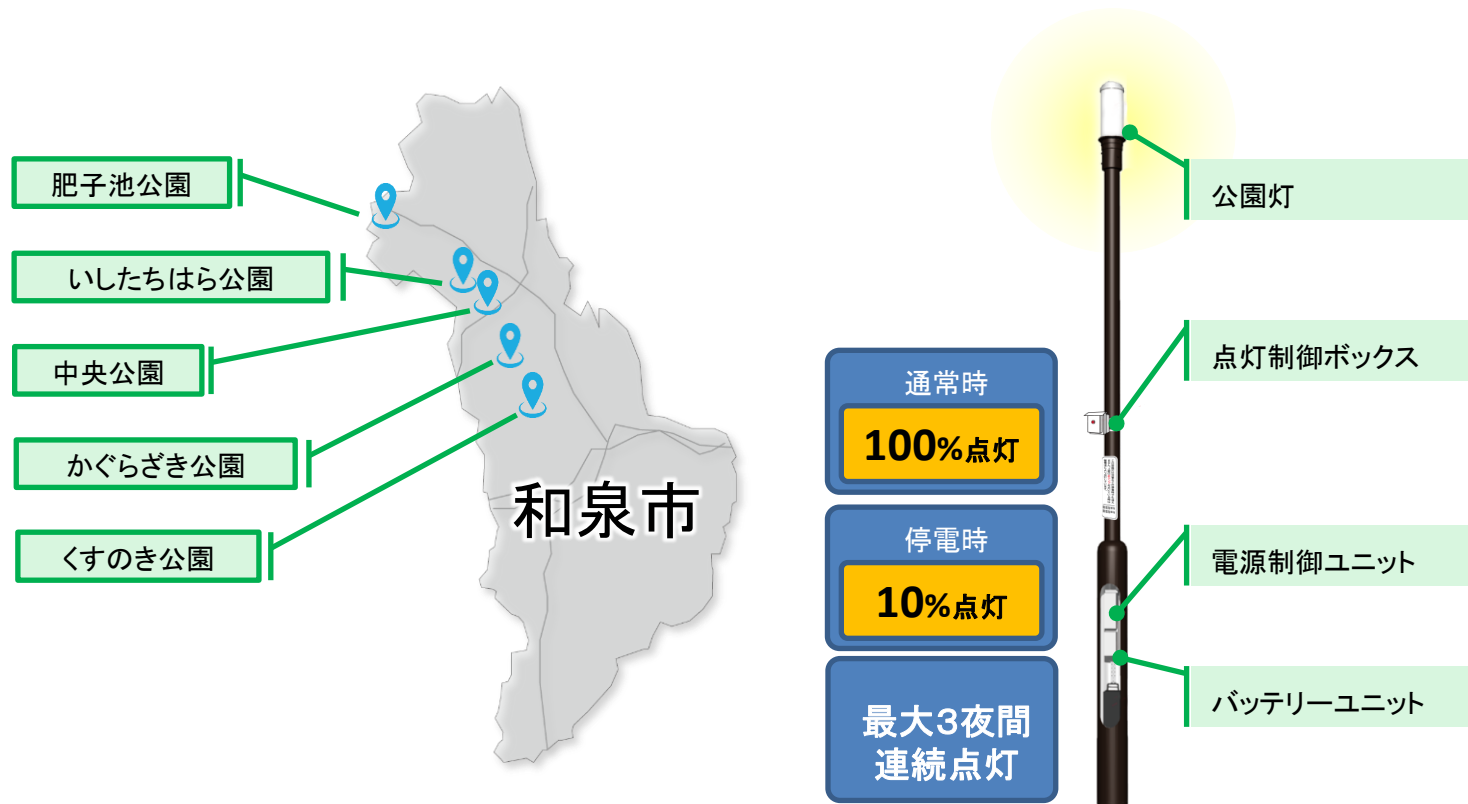 肥子池公園
いしたちはら公園
中央公園
かぐらざき公園
くすのき公園
和泉市
通常時
100%点灯
停電時
10%点灯
最大3夜間
連続点灯
公園灯
点灯制御ボックス
電源制御ユニット
バッテリーユニット